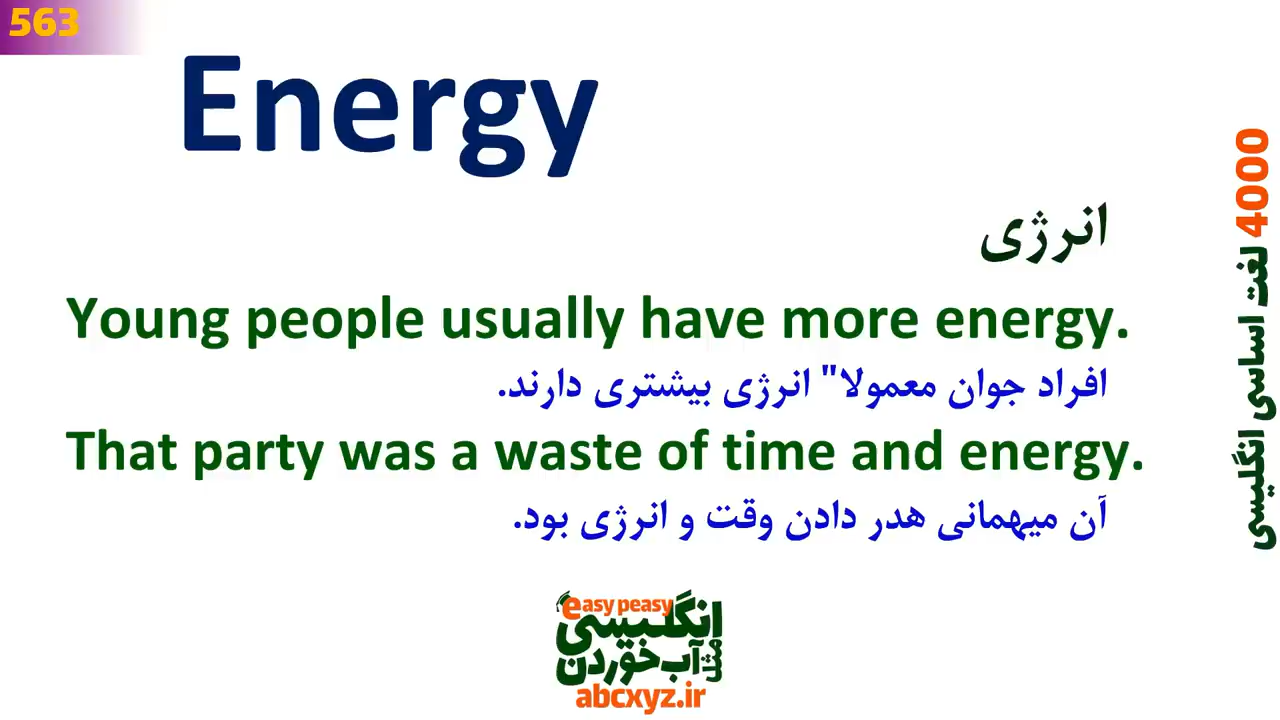 563
Energy
انرژی
Young people usually have more energy.
افراد جوان معمولا" انرژی بیشتری دارند.
That party was a waste of time and energy.
آن میهمانی هدر دادن وقت و انرژی بود.
4000 لغت اساسی انگلیسی
easy peasy
انگلیسی
مثل
آب خوردن
abcxyz.ir